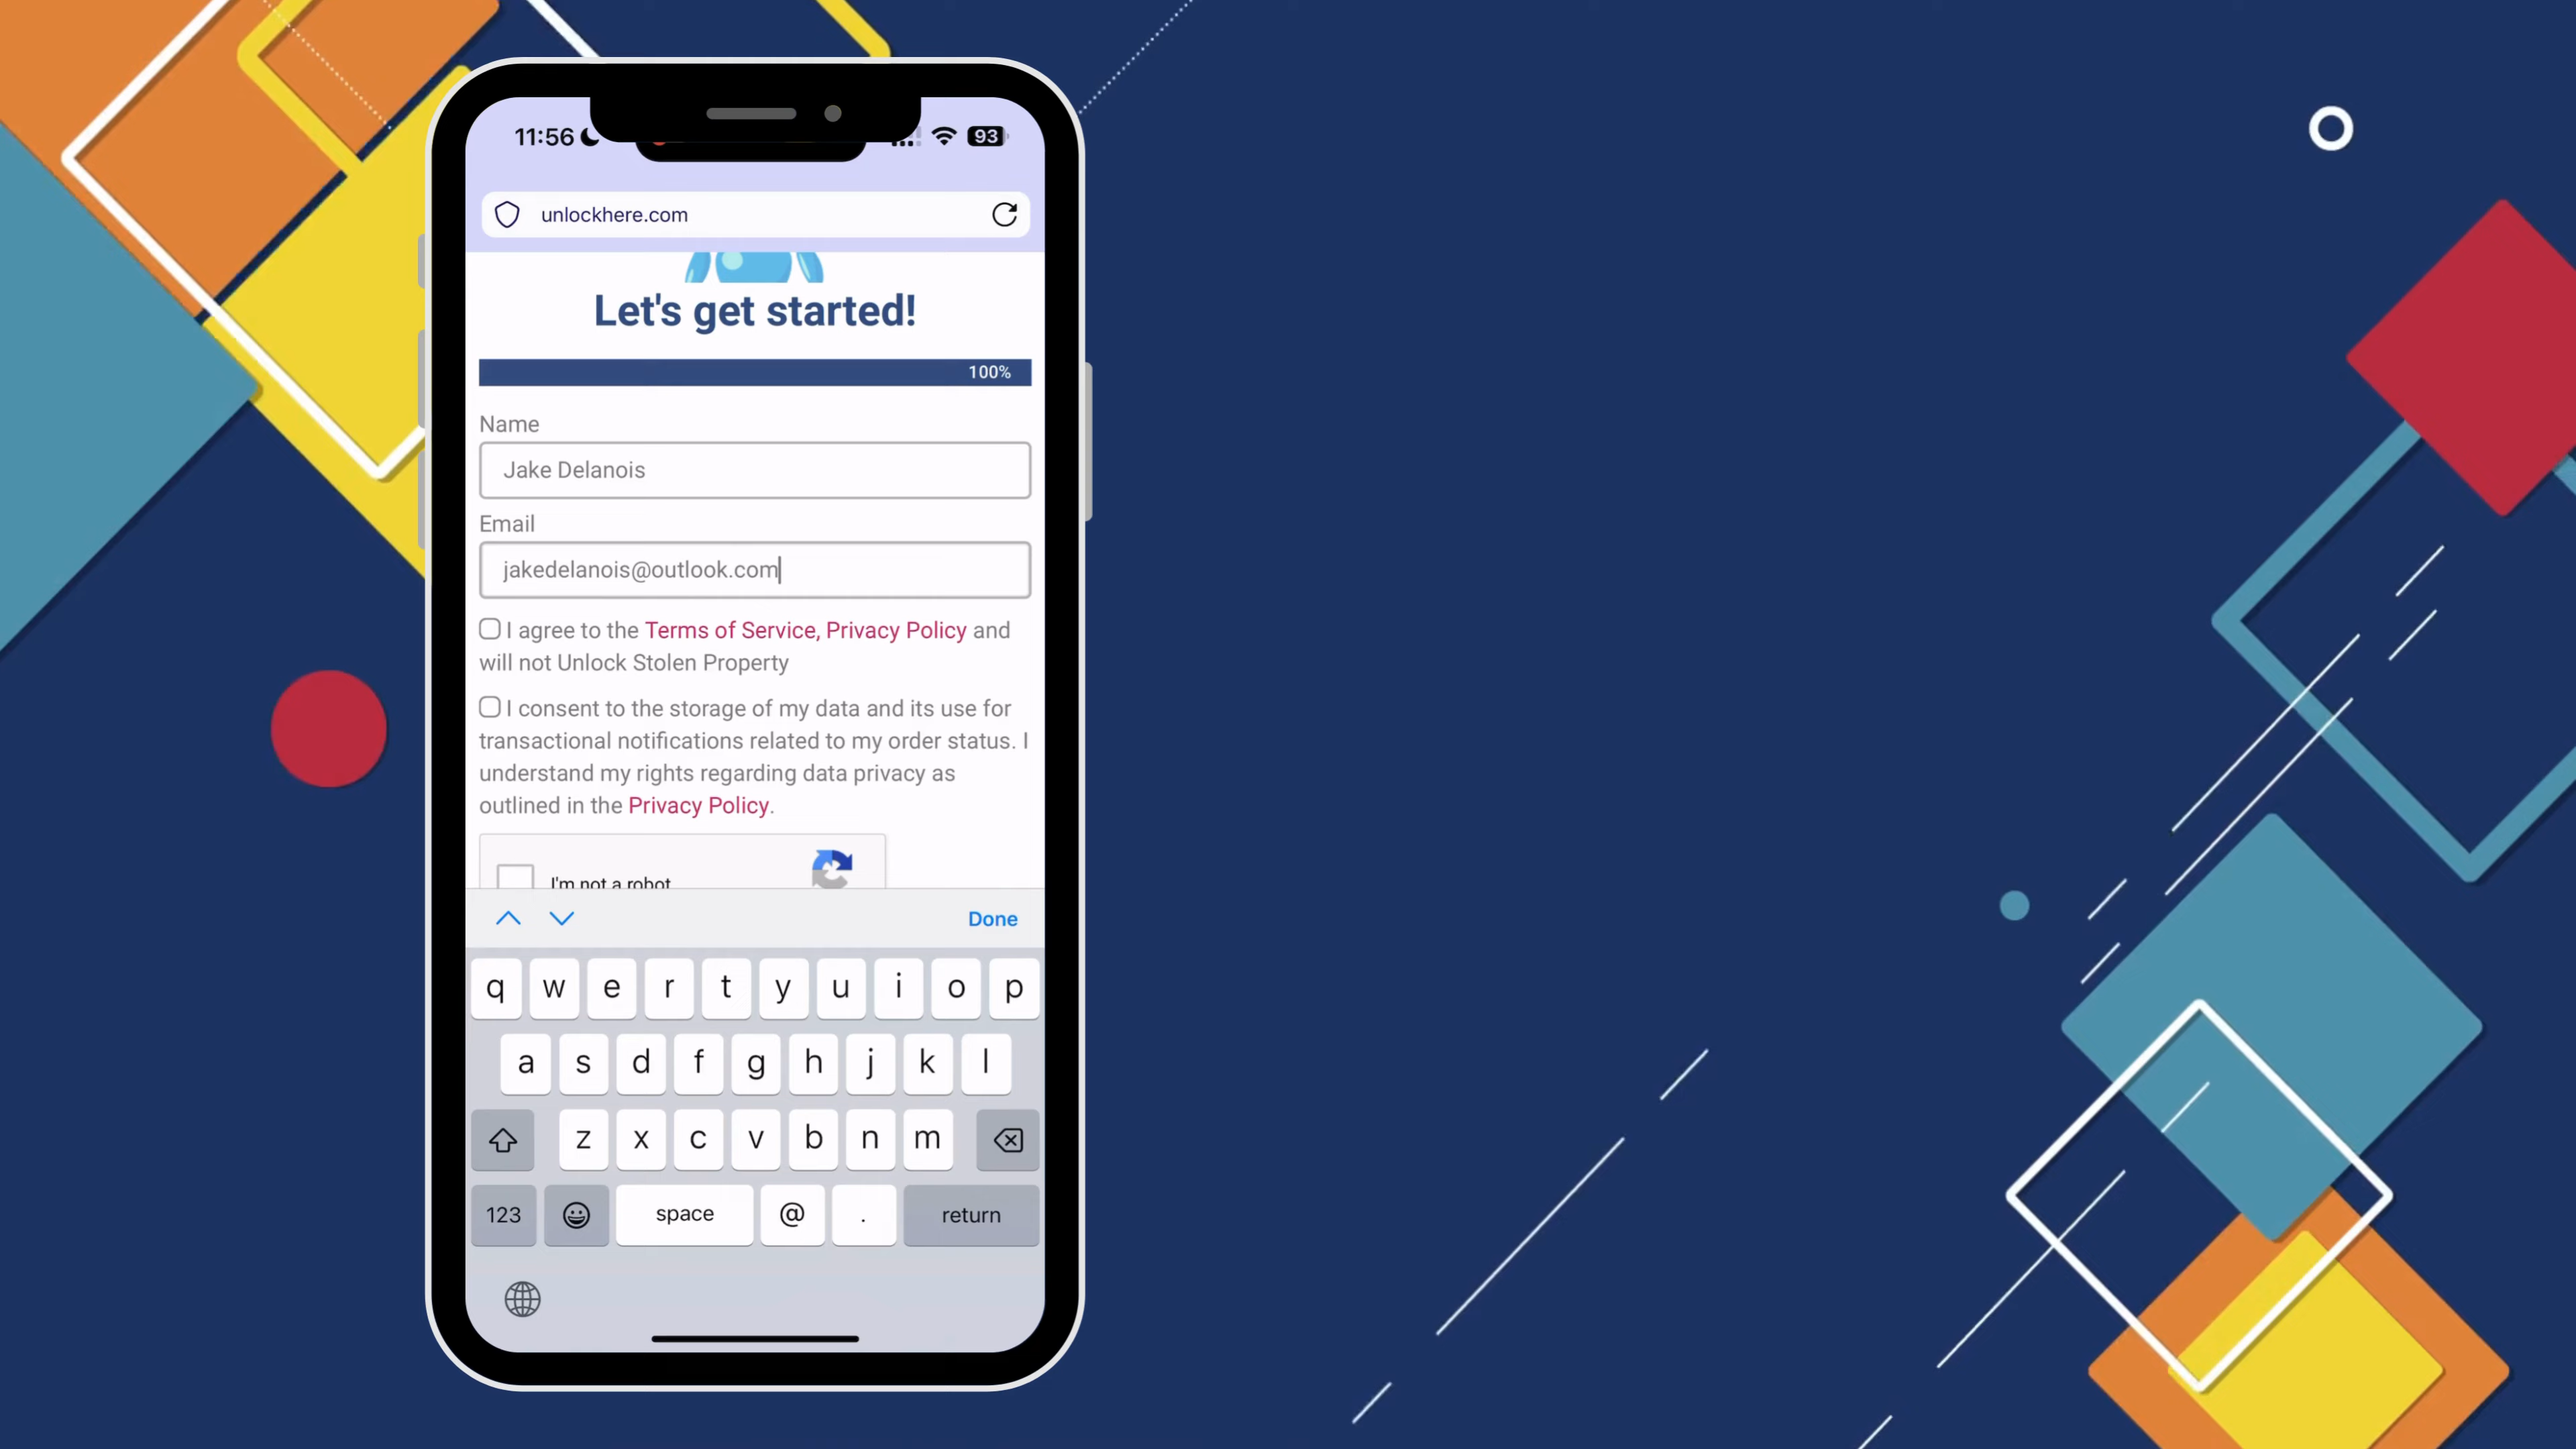 11:56
93
unlockhere.com
Let's get started!
100%
Name
Jake Delanois
Email
jakedelanois@outlook.com
I agree to the Terms of Service, Privacy Policy and
will not Unlock Stolen Property
I consent to the storage of my data and its use for
transactional notifications related to my order status. I
understand my rights regarding data privacy as
outlined in the Privacy Policy.
I'm not a robot
Done
q w e r t y u i o p
a s d f g h j k l
z x c v b n m
123 space @ . return